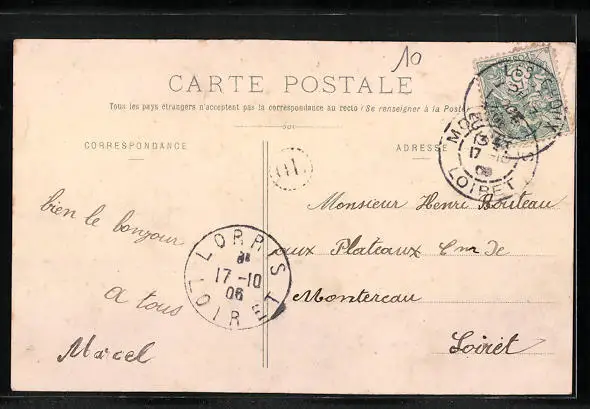 10
CARTE POSTALE
Tous les pays étrangers n'acceptent pas la correspondance au recto (Se renseigner à la Poste)
CORRESPONDANCE
ADRESSE
LOIRET
17 -10
06
Monsieur Henri Bruteau
aux Plateaux Cne De
Montereau
Loiret
bien le bonjour
a tous
Marcel
LORRIS
17-10
06
LOIRET